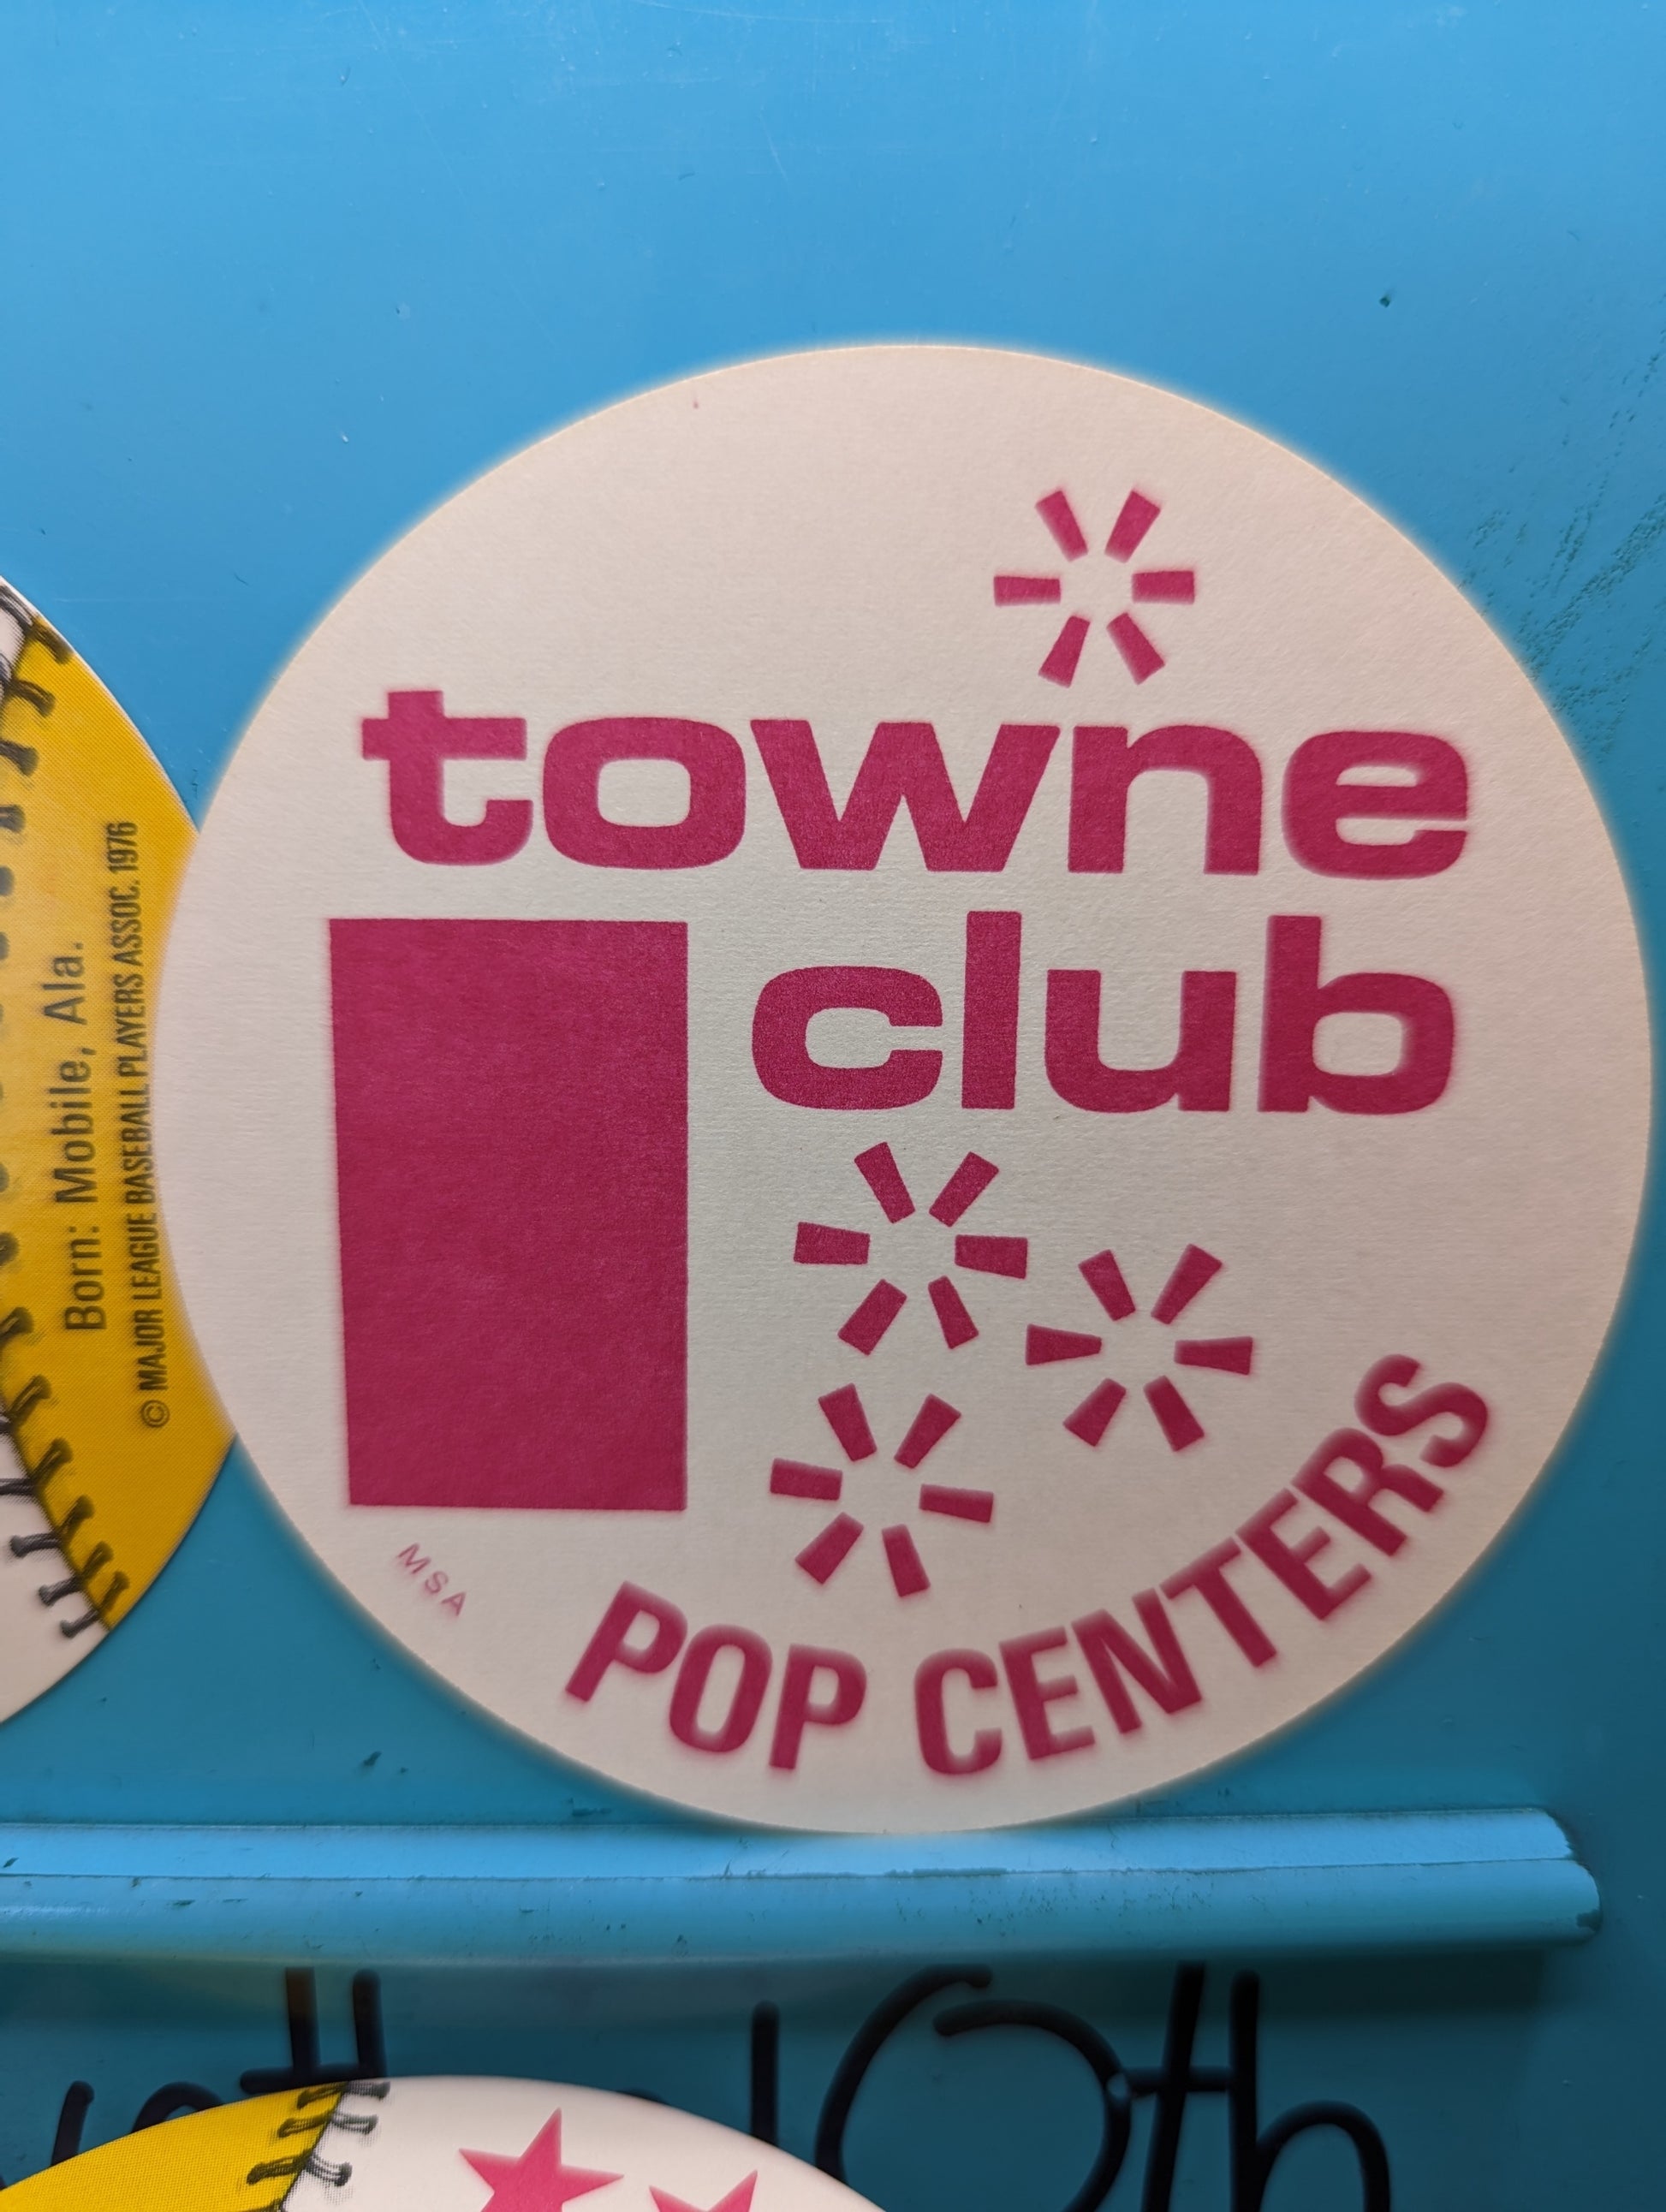 towne
club
POP CENTERS
MSA
Born: Mobile, Ala.
© MAJOR LEAGUE BASEBALL PLAYERS ASSOC. 1976